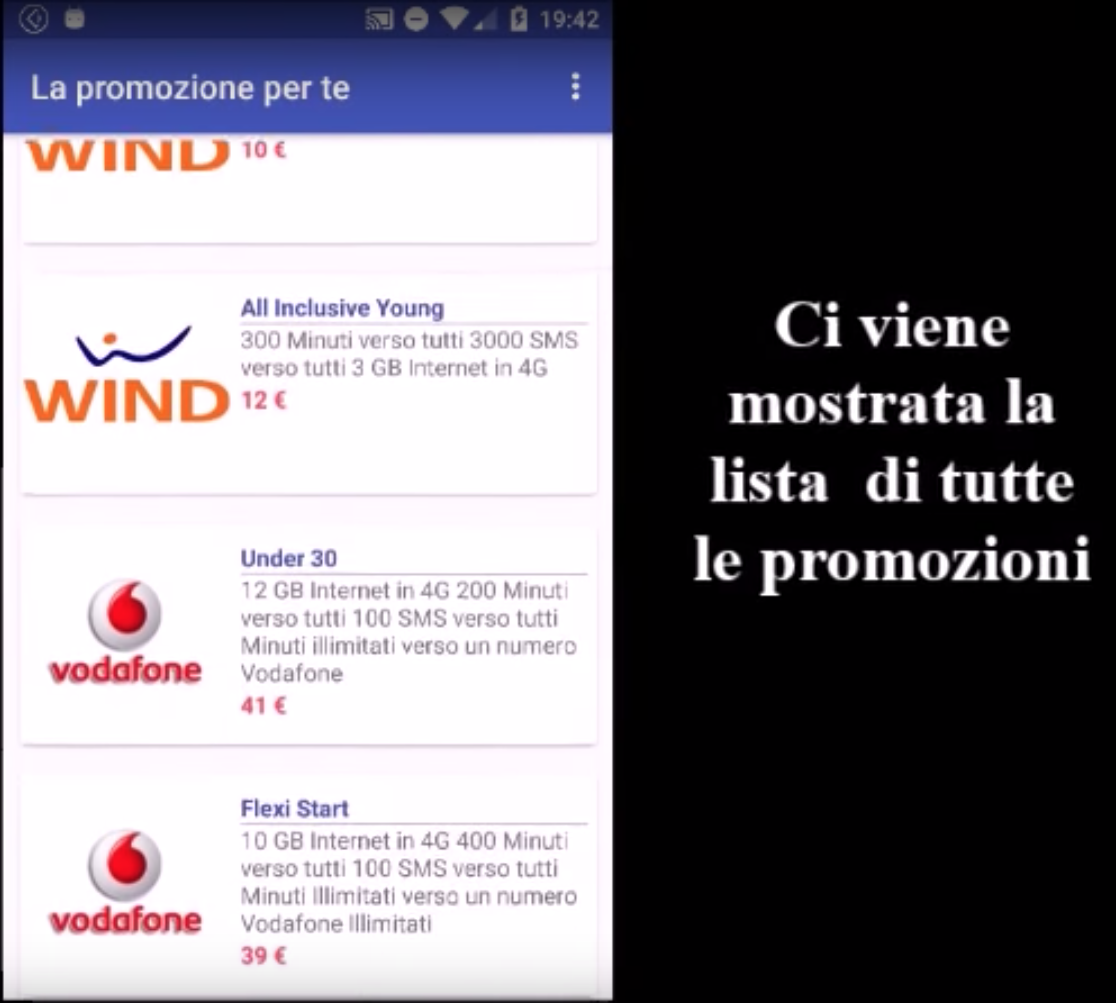 19:42
La promozione per te
WIND 10 €
All Inclusive Young
300 Minuti verso tutti 3000 SMS
verso tutti 3 GB Internet in 4G
WIND 12 €
Under 30
12 GB Internet in 4G 200 Minuti
verso tutti 100 SMS verso tutti
Minuti illimitati verso un numero
Vodafone
vodafone
41 €
Flexi Start
10 GB Internet in 4G 400 Minuti
verso tutti 100 SMS verso tutti
Minuti Illimitati verso un numero
Vodafone Illimitati
vodafone
39 €
Ci viene
mostrata la
lista di tutte
le promozioni